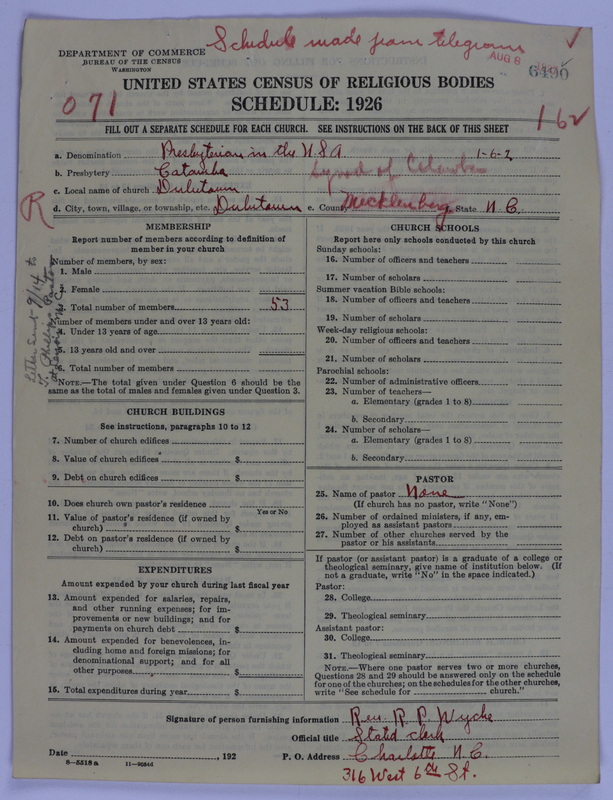 Schedule made from telegram
DEPARTMENT OF COMMERCE
BUREAU OF THE CENSUS
WASHINGTON
AUG 8
6490
UNITED STATES CENSUS OF RELIGIOUS BODIES
SCHEDULE: 1926
071
162
FILL OUT A SEPARATE SCHEDULE FOR EACH CHURCH. SEE INSTRUCTIONS ON THE BACK OF THIS SHEET
a. Denomination Presbyterian in the U.S.A. 1-6-2
b. Presbytery Catawba Synod of Catawba
c. Local name of church Dulutown
d. City, town, village, or township, etc. Dulutown e. County Mecklenburg State N.C.
R
MEMBERSHIP
Report number of members according to definition of
member in your church
Number of members, by sex:
1. Male
2. Female
3. Total number of members 53
Number of members under and over 13 years old:
4. Under 13 years of age
5. 13 years old and over
6. Total number of members
NOTE.—The total given under Question 6 should be the
same as the total of males and females given under Question 3.
Letter Sent 9/14 to
CHURCH BUILDINGS
See instructions, paragraphs 10 to 12
7. Number of church edifices
8. Value of church edifices $
9. Debt on church edifices $
10. Does church own pastor's residence
Yes or No
11. Value of pastor's residence (if owned by
church) $
12. Debt on pastor's residence (if owned by
church) $
EXPENDITURES
Amount expended by your church during last fiscal year
13. Amount expended for salaries, repairs,
and other running expenses; for im-
provements or new buildings; and for
payments on church debt $
14. Amount expended for benevolences, in-
cluding home and foreign missions; for
denominational support; and for all
other purposes $
15. Total expenditures during year $
CHURCH SCHOOLS
Report here only schools conducted by this church
Sunday schools:
16. Number of officers and teachers
17. Number of scholars
Summer vacation Bible schools:
18. Number of officers and teachers
19. Number of scholars
Week-day religious schools:
20. Number of officers and teachers
21. Number of scholars
Parochial schools:
22. Number of administrative officers
23. Number of teachers—
a. Elementary (grades 1 to 8)
b. Secondary
24. Number of scholars—
a. Elementary (grades 1 to 8)
b. Secondary
PASTOR
25. Name of pastor None
(If church has no pastor, write "None")
26. Number of ordained ministers, if any, em-
ployed as assistant pastors
27. Number of other churches served by the
pastor or his assistants
If pastor (or assistant pastor) is a graduate of a college or
theological seminary, give name of institution below. (If
not a graduate, write "No" in the space indicated.)
Pastor:
28. College
29. Theological seminary
Assistant pastor:
30. College
31. Theological seminary
NOTE.—Where one pastor serves two or more churches,
Questions 28 and 29 should be answered only on the schedule
for one of the churches; on the schedules for the other churches,
write "See schedule for church."
Signature of person furnishing information Rev. R. P. Wyche
Official title Stated clerk
Date , 192 P. O. Address Charlotte N.C.
8-5518a 11-9054d
316 West 6th St.